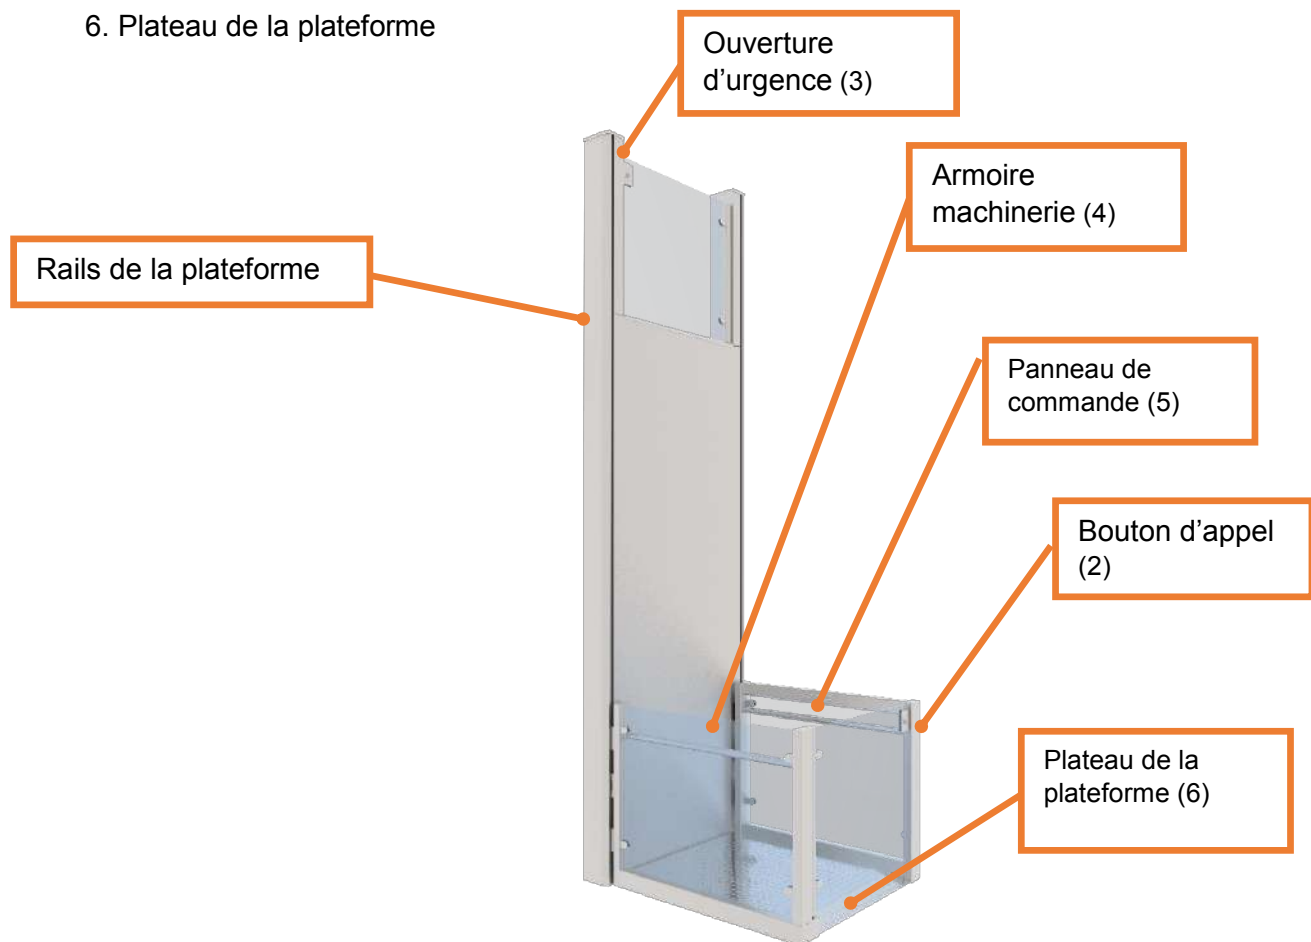 6. Plateau de la plateforme
Ouverture
d’urgence (3)
Armoire
machinerie (4)
Rails de la plateforme
Panneau de
commande (5)
Bouton d’appel
(2)
Plateau de la
plateforme (6)